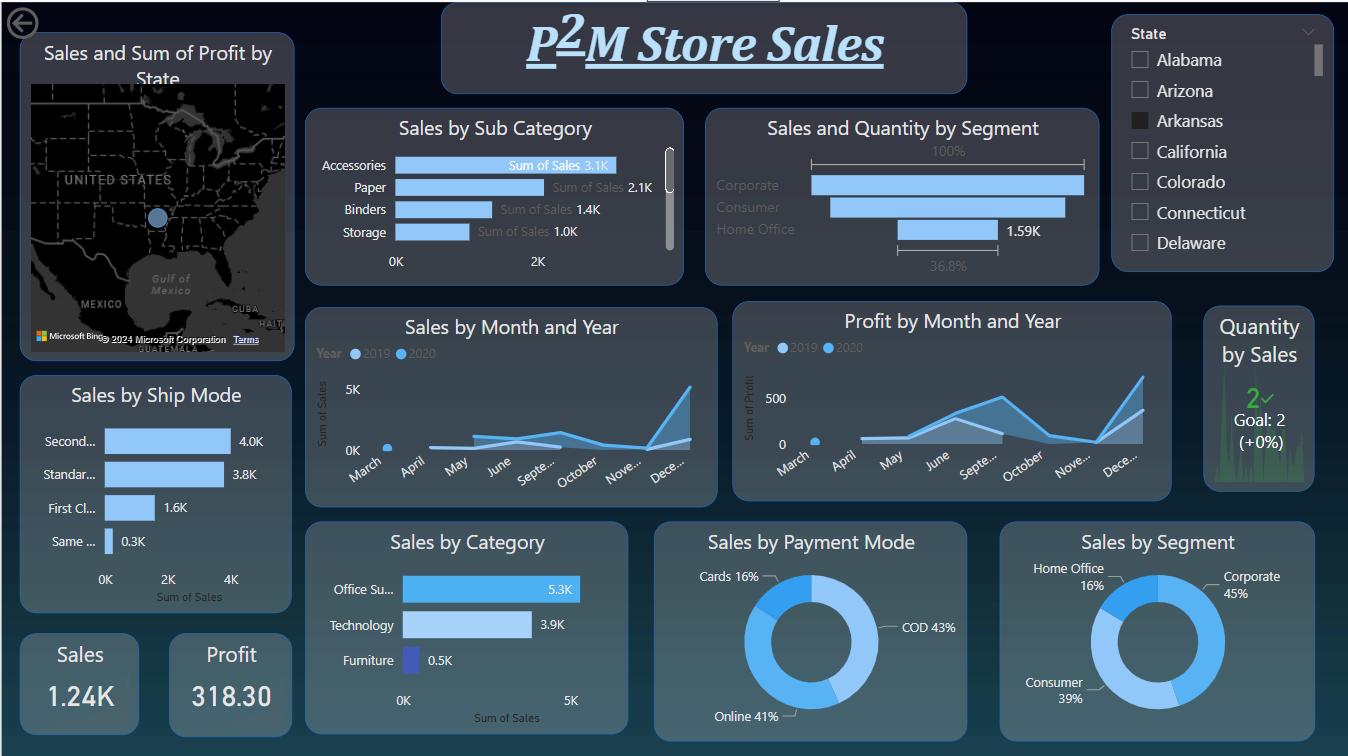 P2M Store Sales
Sales and Sum of Profit by
State
UNITED STATES
Gulf of
Mexico
MEXICO
CUBA
HAIT
GUATEMALA
Microsoft Bing
© 2024 Microsoft Corporation
Terms
Sales by Sub Category
Accessories
Sum of Sales 3.1K
Paper
Sum of Sales 2.1K
Binders
Sum of Sales 1.4K
Storage
Sum of Sales 1.0K
0K
2K
Sales and Quantity by Segment
100%
Corporate
Consumer
Home Office
1.59K
36.8%
State
Alabama
Arizona
Arkansas
California
Colorado
Connecticut
Delaware
Sales by Month and Year
Year 2019 2020
Sum of Sales
5K
0K
March
April
May
June
Septe...
October
Nove...
Dece...
Profit by Month and Year
Year 2019 2020
Sum of Profit
500
0
March
April
May
June
Septe...
October
Nove...
Dece...
Quantity
by Sales
2
Goal: 2
(+0%)
Sales by Ship Mode
Second... 4.0K
Standar... 3.8K
First Cl... 1.6K
Same ... 0.3K
0K 2K 4K
Sum of Sales
Sales by Category
Office Su... 5.3K
Technology 3.9K
Furniture 0.5K
0K 5K
Sum of Sales
Sales by Payment Mode
Cards 16%
COD 43%
Online 41%
Sales by Segment
Home Office
16%
Corporate
45%
Consumer
39%
Sales
1.24K
Profit
318.30